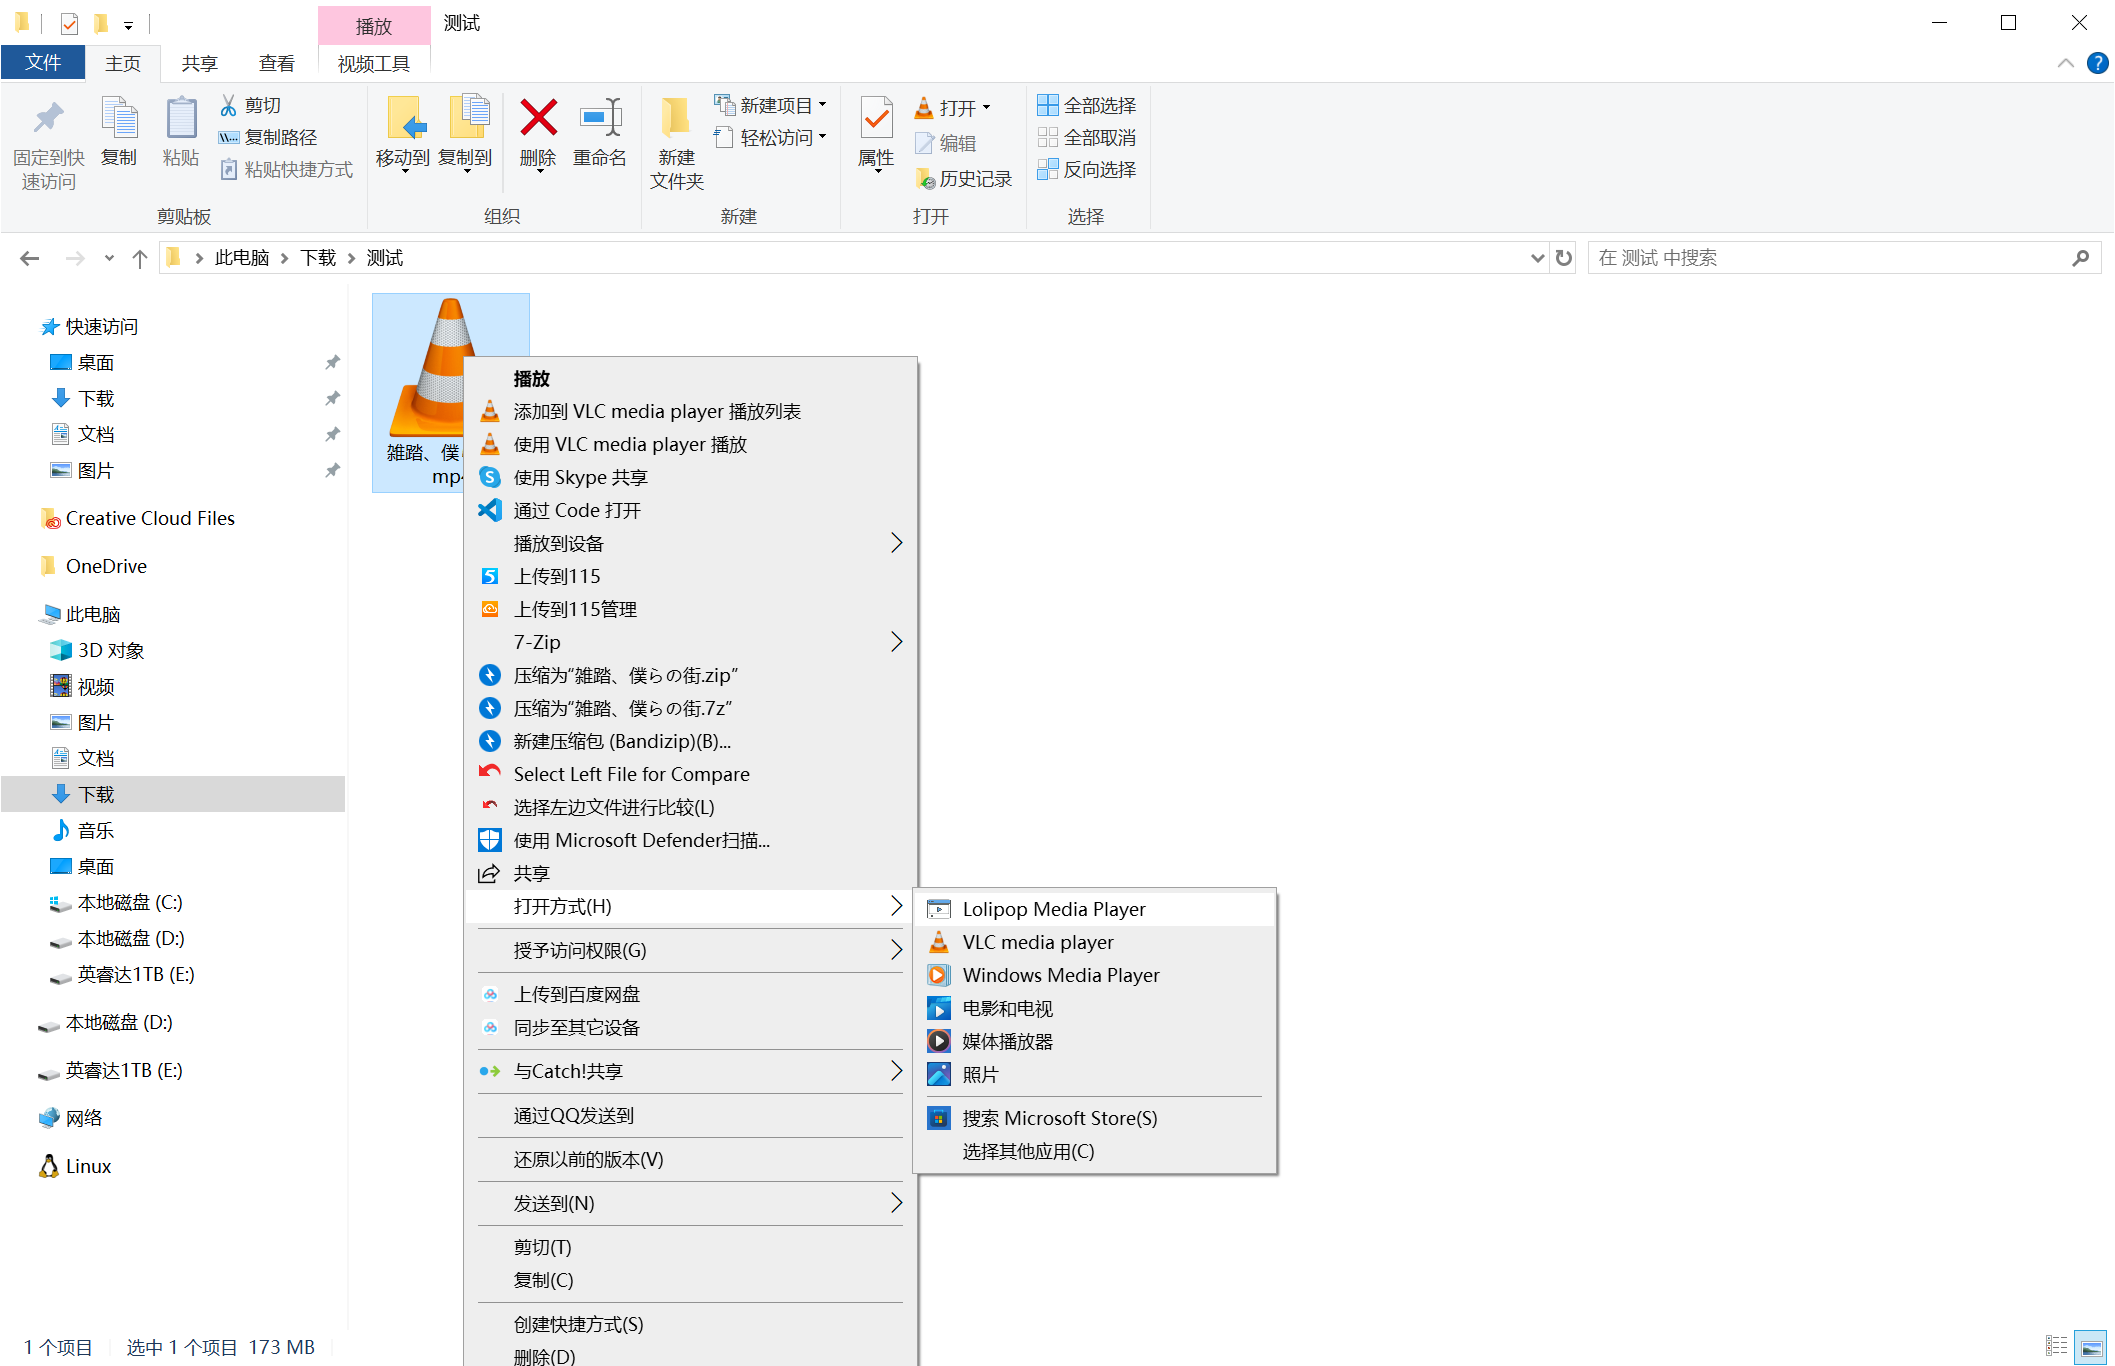 播放
测试
文件
主页
共享
查看
视频工具
固定到快
速访问
复制
粘贴
剪切
复制路径
粘贴快捷方式
剪贴板
移动到
复制到
删除
重命名
组织
新建
文件夹
新建项目
轻松访问
新建
属性
打开
编辑
历史记录
打开
全部选择
全部取消
反向选择
选择
此电脑
下载
测试
在 测试 中搜索
快速访问
桌面
下载
文档
图片
Creative Cloud Files
OneDrive
此电脑
3D 对象
视频
图片
文档
下载
音乐
桌面
本地磁盘 (C:)
本地磁盘 (D:)
英睿达1TB (E:)
本地磁盘 (D:)
英睿达1TB (E:)
网络
Linux
雑踏、僕
播放
添加到 VLC media player 播放列表
使用 VLC media player 播放
使用 Skype 共享
通过 Code 打开
播放到设备
上传到115
上传到115管理
7-Zip
压缩为“雑踏、僕らの街.zip”
压缩为“雑踏、僕らの街.7z”
新建压缩包 (Bandizip)(B)...
Select Left File for Compare
选择左边文件进行比较(L)
使用 Microsoft Defender扫描...
共享
打开方式(H)
授予访问权限(G)
上传到百度网盘
同步至其它设备
与Catch!共享
通过QQ发送到
还原以前的版本(V)
发送到(N)
剪切(T)
复制(C)
创建快捷方式(S)
删除(D)
Lolipop Media Player
VLC media player
Windows Media Player
电影和电视
媒体播放器
照片
搜索 Microsoft Store(S)
选择其他应用(C)
1 个项目
选中 1 个项目 173 MB